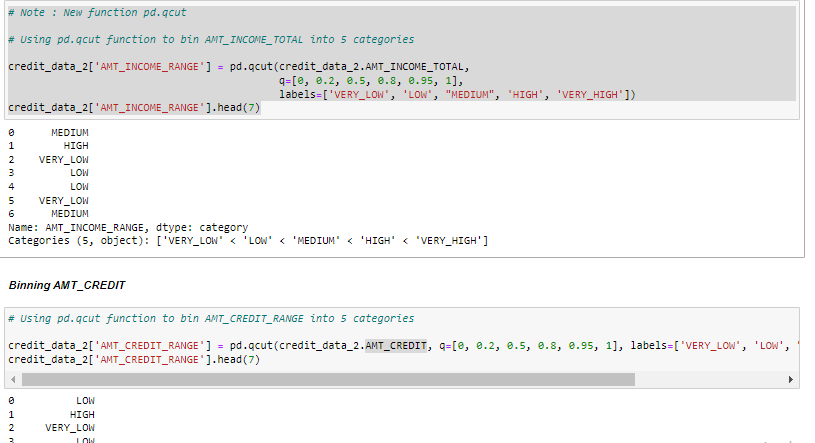 # Note : New function pd.qcut
# Using pd.qcut function to bin AMT_INCOME_TOTAL into 5 categories
credit_data_2['AMT_INCOME_RANGE'] = pd.qcut(credit_data_2.AMT_INCOME_TOTAL,
q=[0, 0.2, 0.5, 0.8, 0.95, 1],
labels=['VERY_LOW', 'LOW', "MEDIUM", 'HIGH', 'VERY_HIGH'])
credit_data_2['AMT_INCOME_RANGE'].head(7)
0 MEDIUM
1 HIGH
2 VERY_LOW
3 LOW
4 LOW
5 VERY_LOW
6 MEDIUM
Name: AMT_INCOME_RANGE, dtype: category
Categories (5, object): ['VERY_LOW' < 'LOW' < 'MEDIUM' < 'HIGH' < 'VERY_HIGH']
Binning AMT_CREDIT
# Using pd.qcut function to bin AMT_CREDIT_RANGE into 5 categories
credit_data_2['AMT_CREDIT_RANGE'] = pd.qcut(credit_data_2.AMT_CREDIT, q=[0, 0.2, 0.5, 0.8, 0.95, 1], labels=['VERY_LOW', 'LOW',
credit_data_2['AMT_CREDIT_RANGE'].head(7)
0 LOW
1 HIGH
2 VERY_LOW
3 LOW